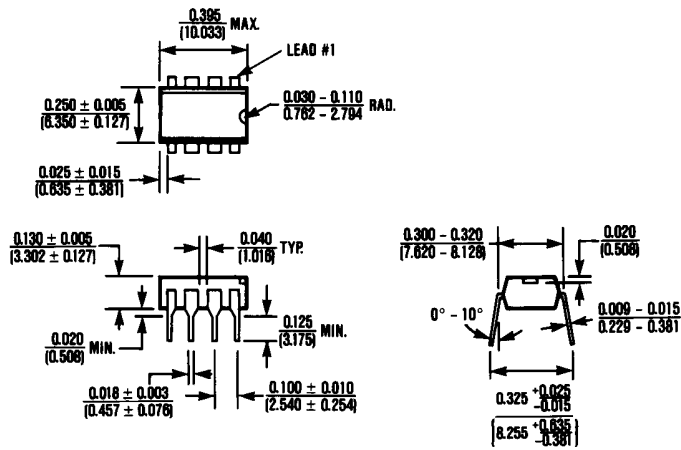 0.395
(10.033)
MAX.
LEAD #1
0.250 ± 0.005
(6.350 ± 0.127)
0.030 – 0.110
0.762 – 2.794
RAD.
0.025 ± 0.015
(0.635 ± 0.381)
0.130 ± 0.005
(3.302 ± 0.127)
0.040
(1.016)
TYP.
0.300 – 0.320
(7.620 – 8.128)
0.020
(0.508)
0.020
(0.508)
MIN.
0.125
(3.175)
MIN.
0° – 10°
0.009 – 0.015
0.229 – 0.381
0.018 ± 0.003
(0.457 ± 0.076)
0.100 ± 0.010
(2.540 ± 0.254)
0.325 +0.025
–0.015
(8.255 +0.635
–0.381)